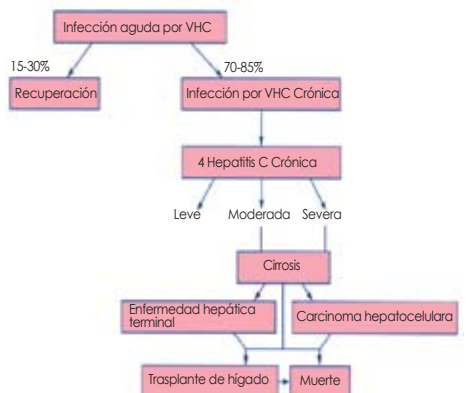 Infección aguda por VHC
15-30%
70-85%
Recuperación
Infección por VHC Crónica
4 Hepatitis C Crónica
Leve
Moderada
Severa
Cirrosis
Enfermedad hepática
terminal
Carcinoma hepatocelulara
Trasplante de hígado
Muerte